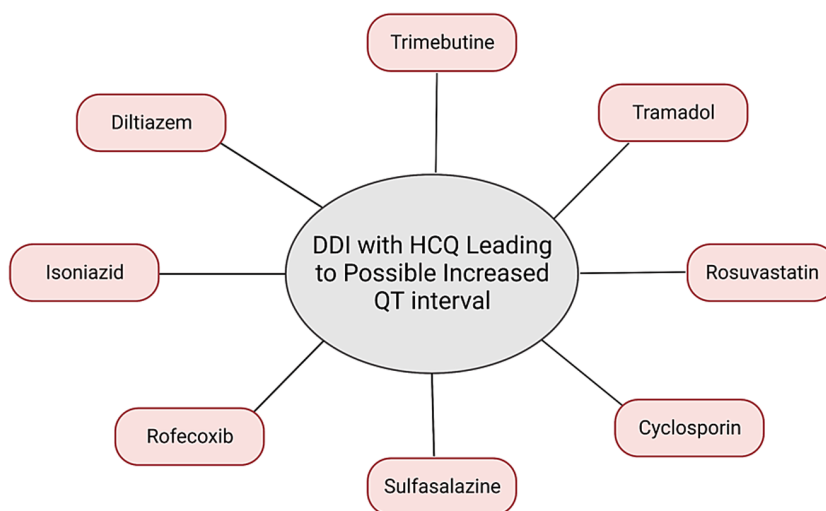 Trimebutine
Diltiazem
Tramadol
DDI with HCQ Leading
to Possible Increased
QT interval
Isoniazid
Rosuvastatin
Rofecoxib
Cyclosporin
Sulfasalazine